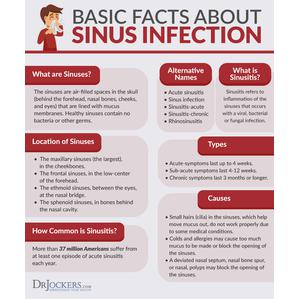 BASIC FACTS ABOUT
SINUS INFECTION
What are Sinuses?
The sinuses are air-filled spaces in the skull
(behind the forehead, nasal bones, cheeks,
and eyes) that are lined with mucus
membranes. Healthy sinuses contain no
bacteria or other germs.
Alternative
Names
• Acute sinusitis
• Sinus infection
• Sinusitis-acute
• Sinusitis-chronic
• Rhinosinusitis
What is
Sinusitis?
Sinusitis refers to
inflammation of the
sinuses that occurs
with a viral, bacterial
or fungal infection.
Location of Sinuses
• The maxillary sinuses (the largest),
in the cheekbones.
• The frontal sinuses, in the low-center
of the forehead.
• The ethmoid sinuses, between the eyes,
at the nasal bridge.
• The sphenoid sinuses, in bones behind
the nasal cavity.
Types
• Acute-symptoms last up to 4 weeks.
• Sub-acute symptoms last 4-12 weeks.
• Chronic symptoms last 3 months or longer.
How Common is Sinusitis?
More than 37 million Americans suffer from
at least one episode of acute sinusitis
each year.
Causes
• Small hairs (cilia) in the sinuses, which help
move mucus out, do not work properly due
to some medical conditions.
• Colds and allergies may cause too much
mucus to be made or block the opening of
the sinuses.
• A deviated nasal septum, nasal bone spur,
or nasal polyps may block the opening of
the sinuses.
DRJOCKERS.COM